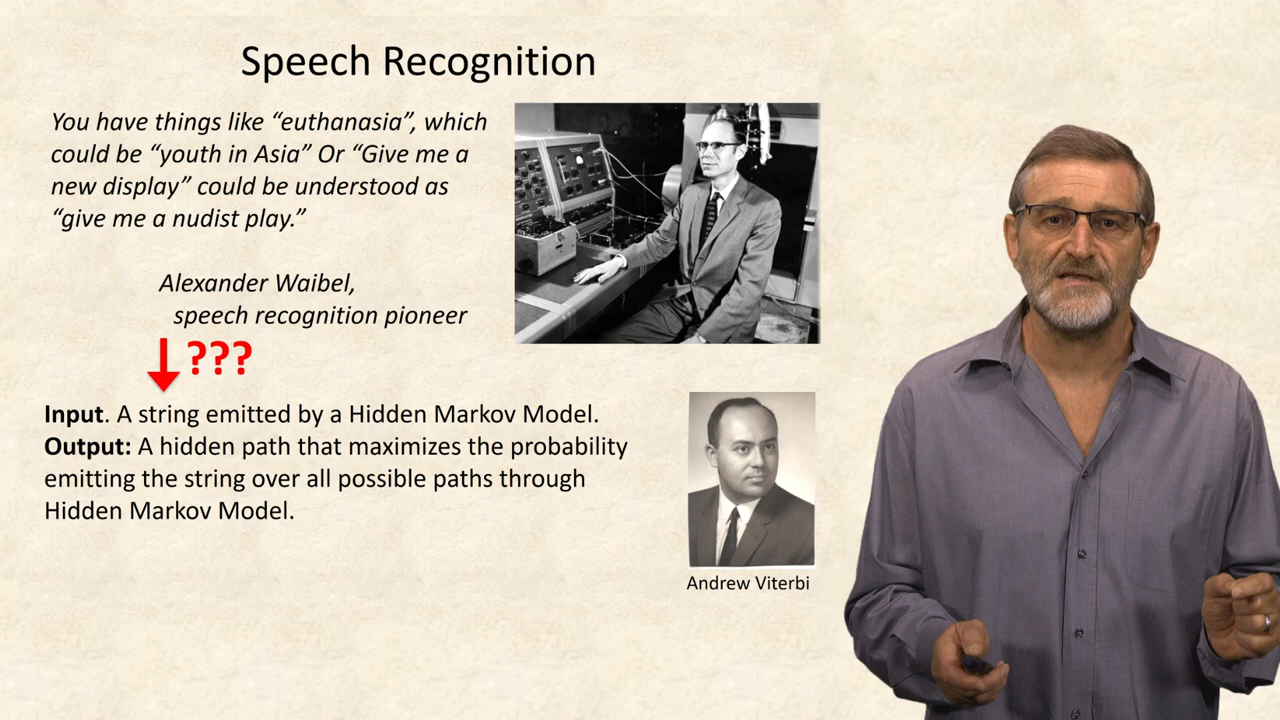 Speech Recognition
You have things like “euthanasia”, which
could be “youth in Asia” Or “Give me a
new display” could be understood as
“give me a nudist play.”
Alexander Waibel,
speech recognition pioneer
???
Input. A string emitted by a Hidden Markov Model.
Output: A hidden path that maximizes the probability
emitting the string over all possible paths through
Hidden Markov Model.
Andrew Viterbi